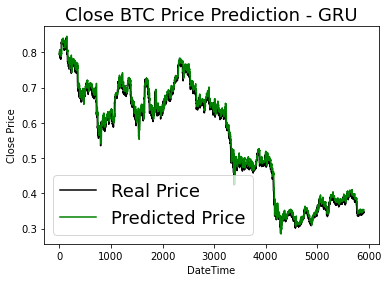 Close BTC Price Prediction - GRU
Close Price
0.8
0.7
0.6
0.5
0.4
0.3
Real Price
Predicted Price
0 1000 2000 3000 4000 5000 6000
DateTime